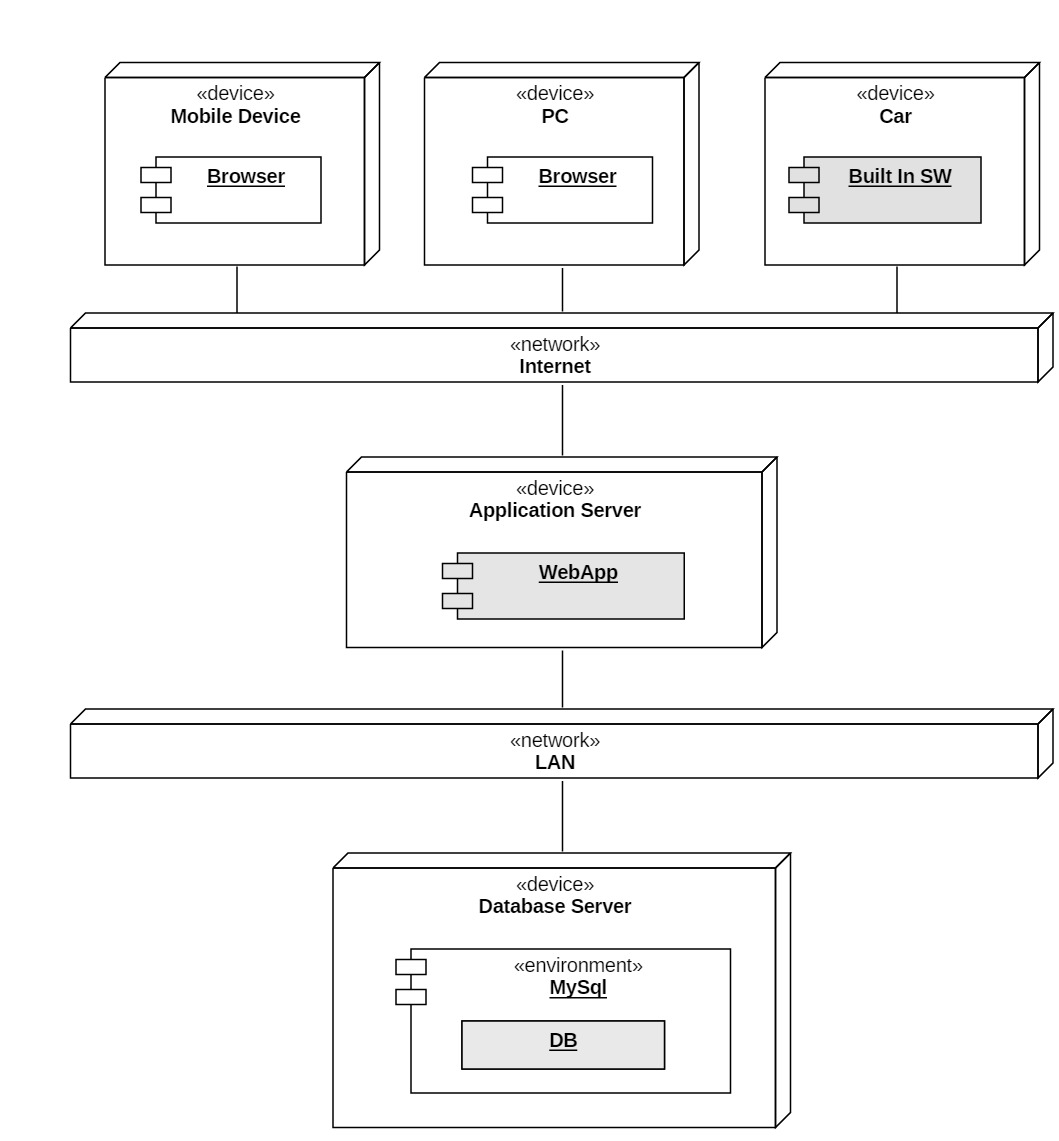 «device»
Mobile Device
Browser
«device»
PC
Browser
«device»
Car
Built In SW
«network»
Internet
«device»
Application Server
WebApp
«network»
LAN
«device»
Database Server
«environment»
MySql
DB